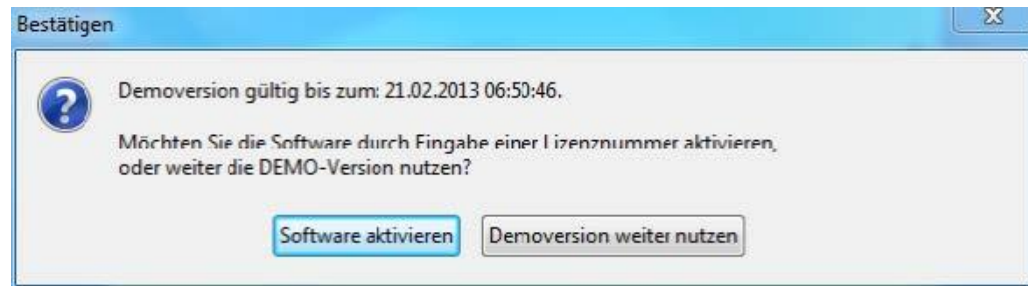 Bestätigen
Demoversion gültig bis zum: 21.02.2013 06:50:46.
Möchten Sie die Software durch Eingabe einer Lizenznummer aktivieren,
oder weiter die DEMO-Version nutzen?
Software aktivieren Demoversion weiter nutzen